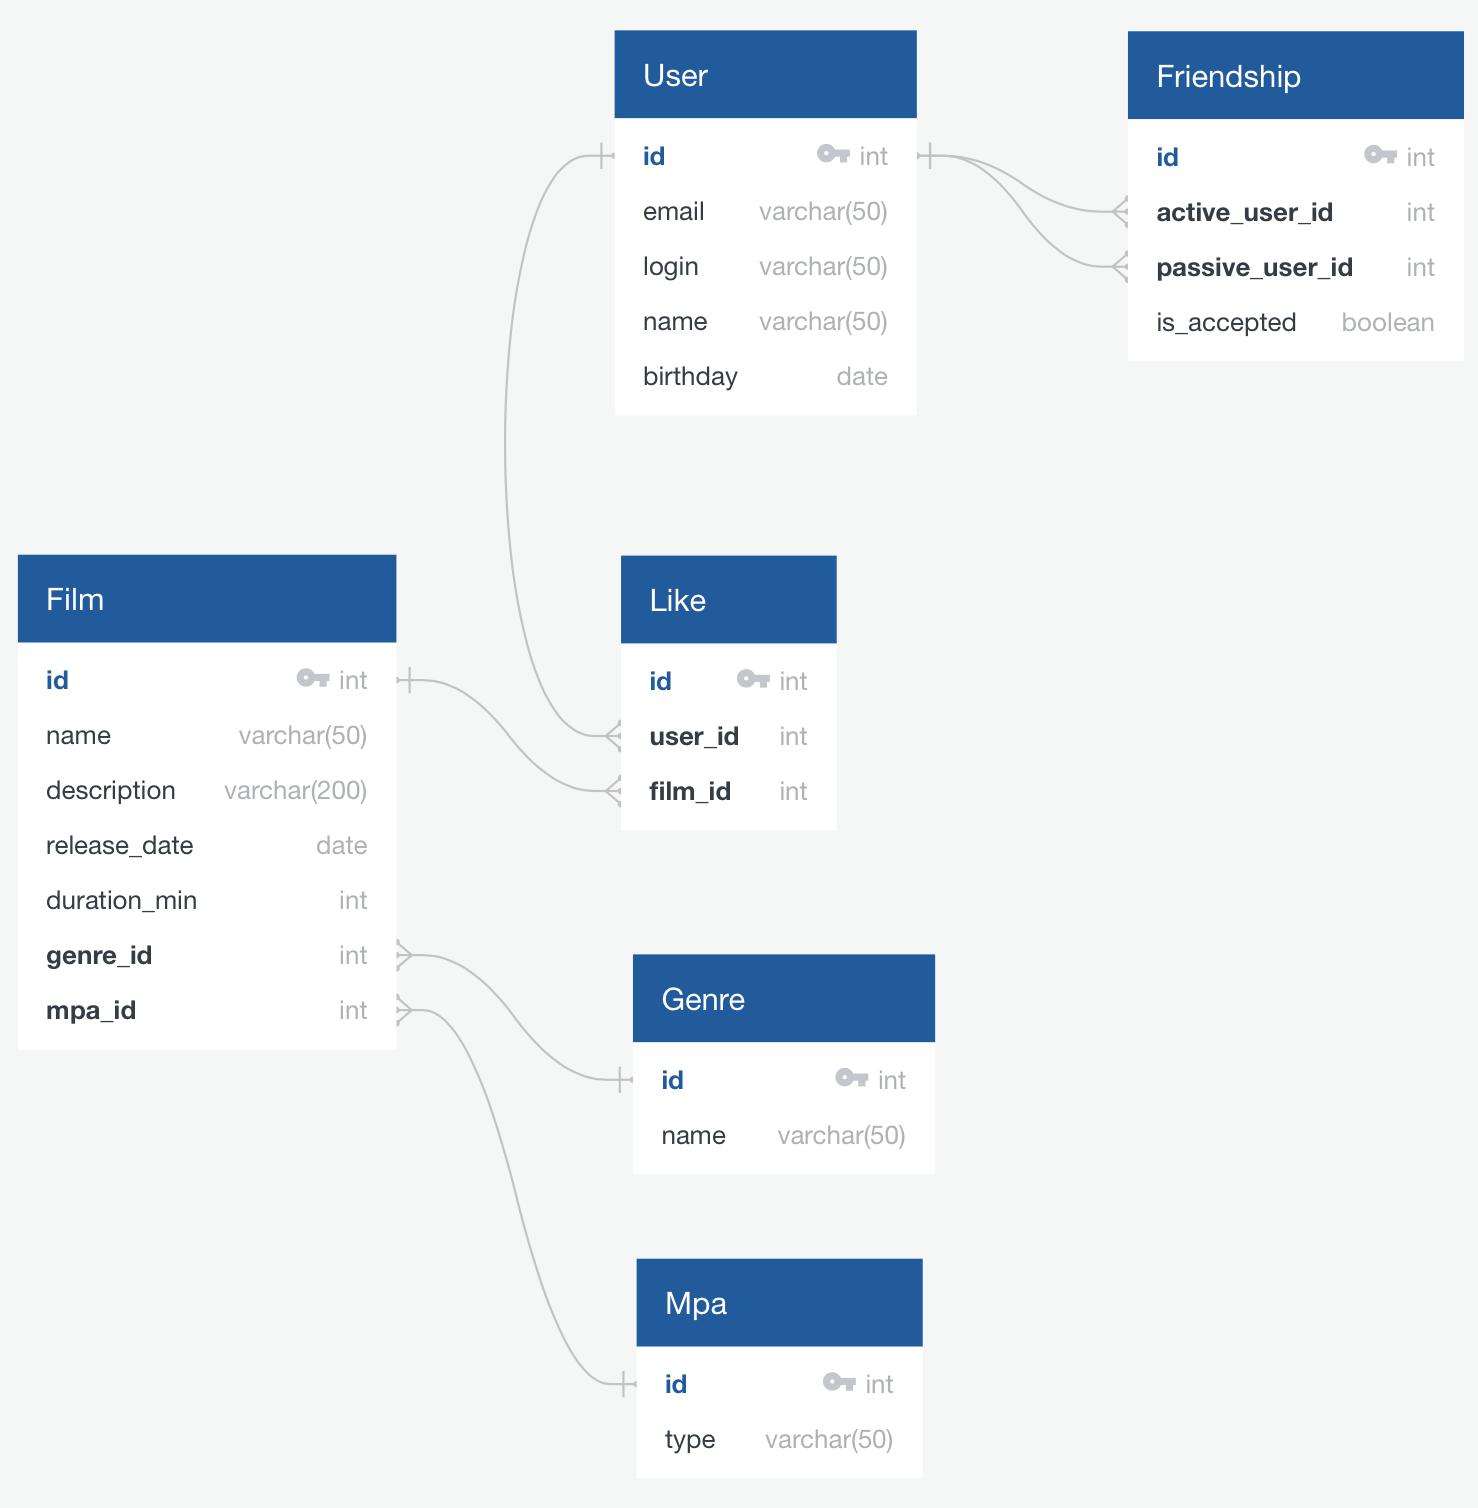 User
id int
email varchar(50)
login varchar(50)
name varchar(50)
birthday date
Friendship
id int
active_user_id int
passive_user_id int
is_accepted boolean
Film
id int
name varchar(50)
description varchar(200)
release_date date
duration_min int
genre_id int
mpa_id int
Like
id int
user_id int
film_id int
Genre
id int
name varchar(50)
Mpa
id int
type varchar(50)